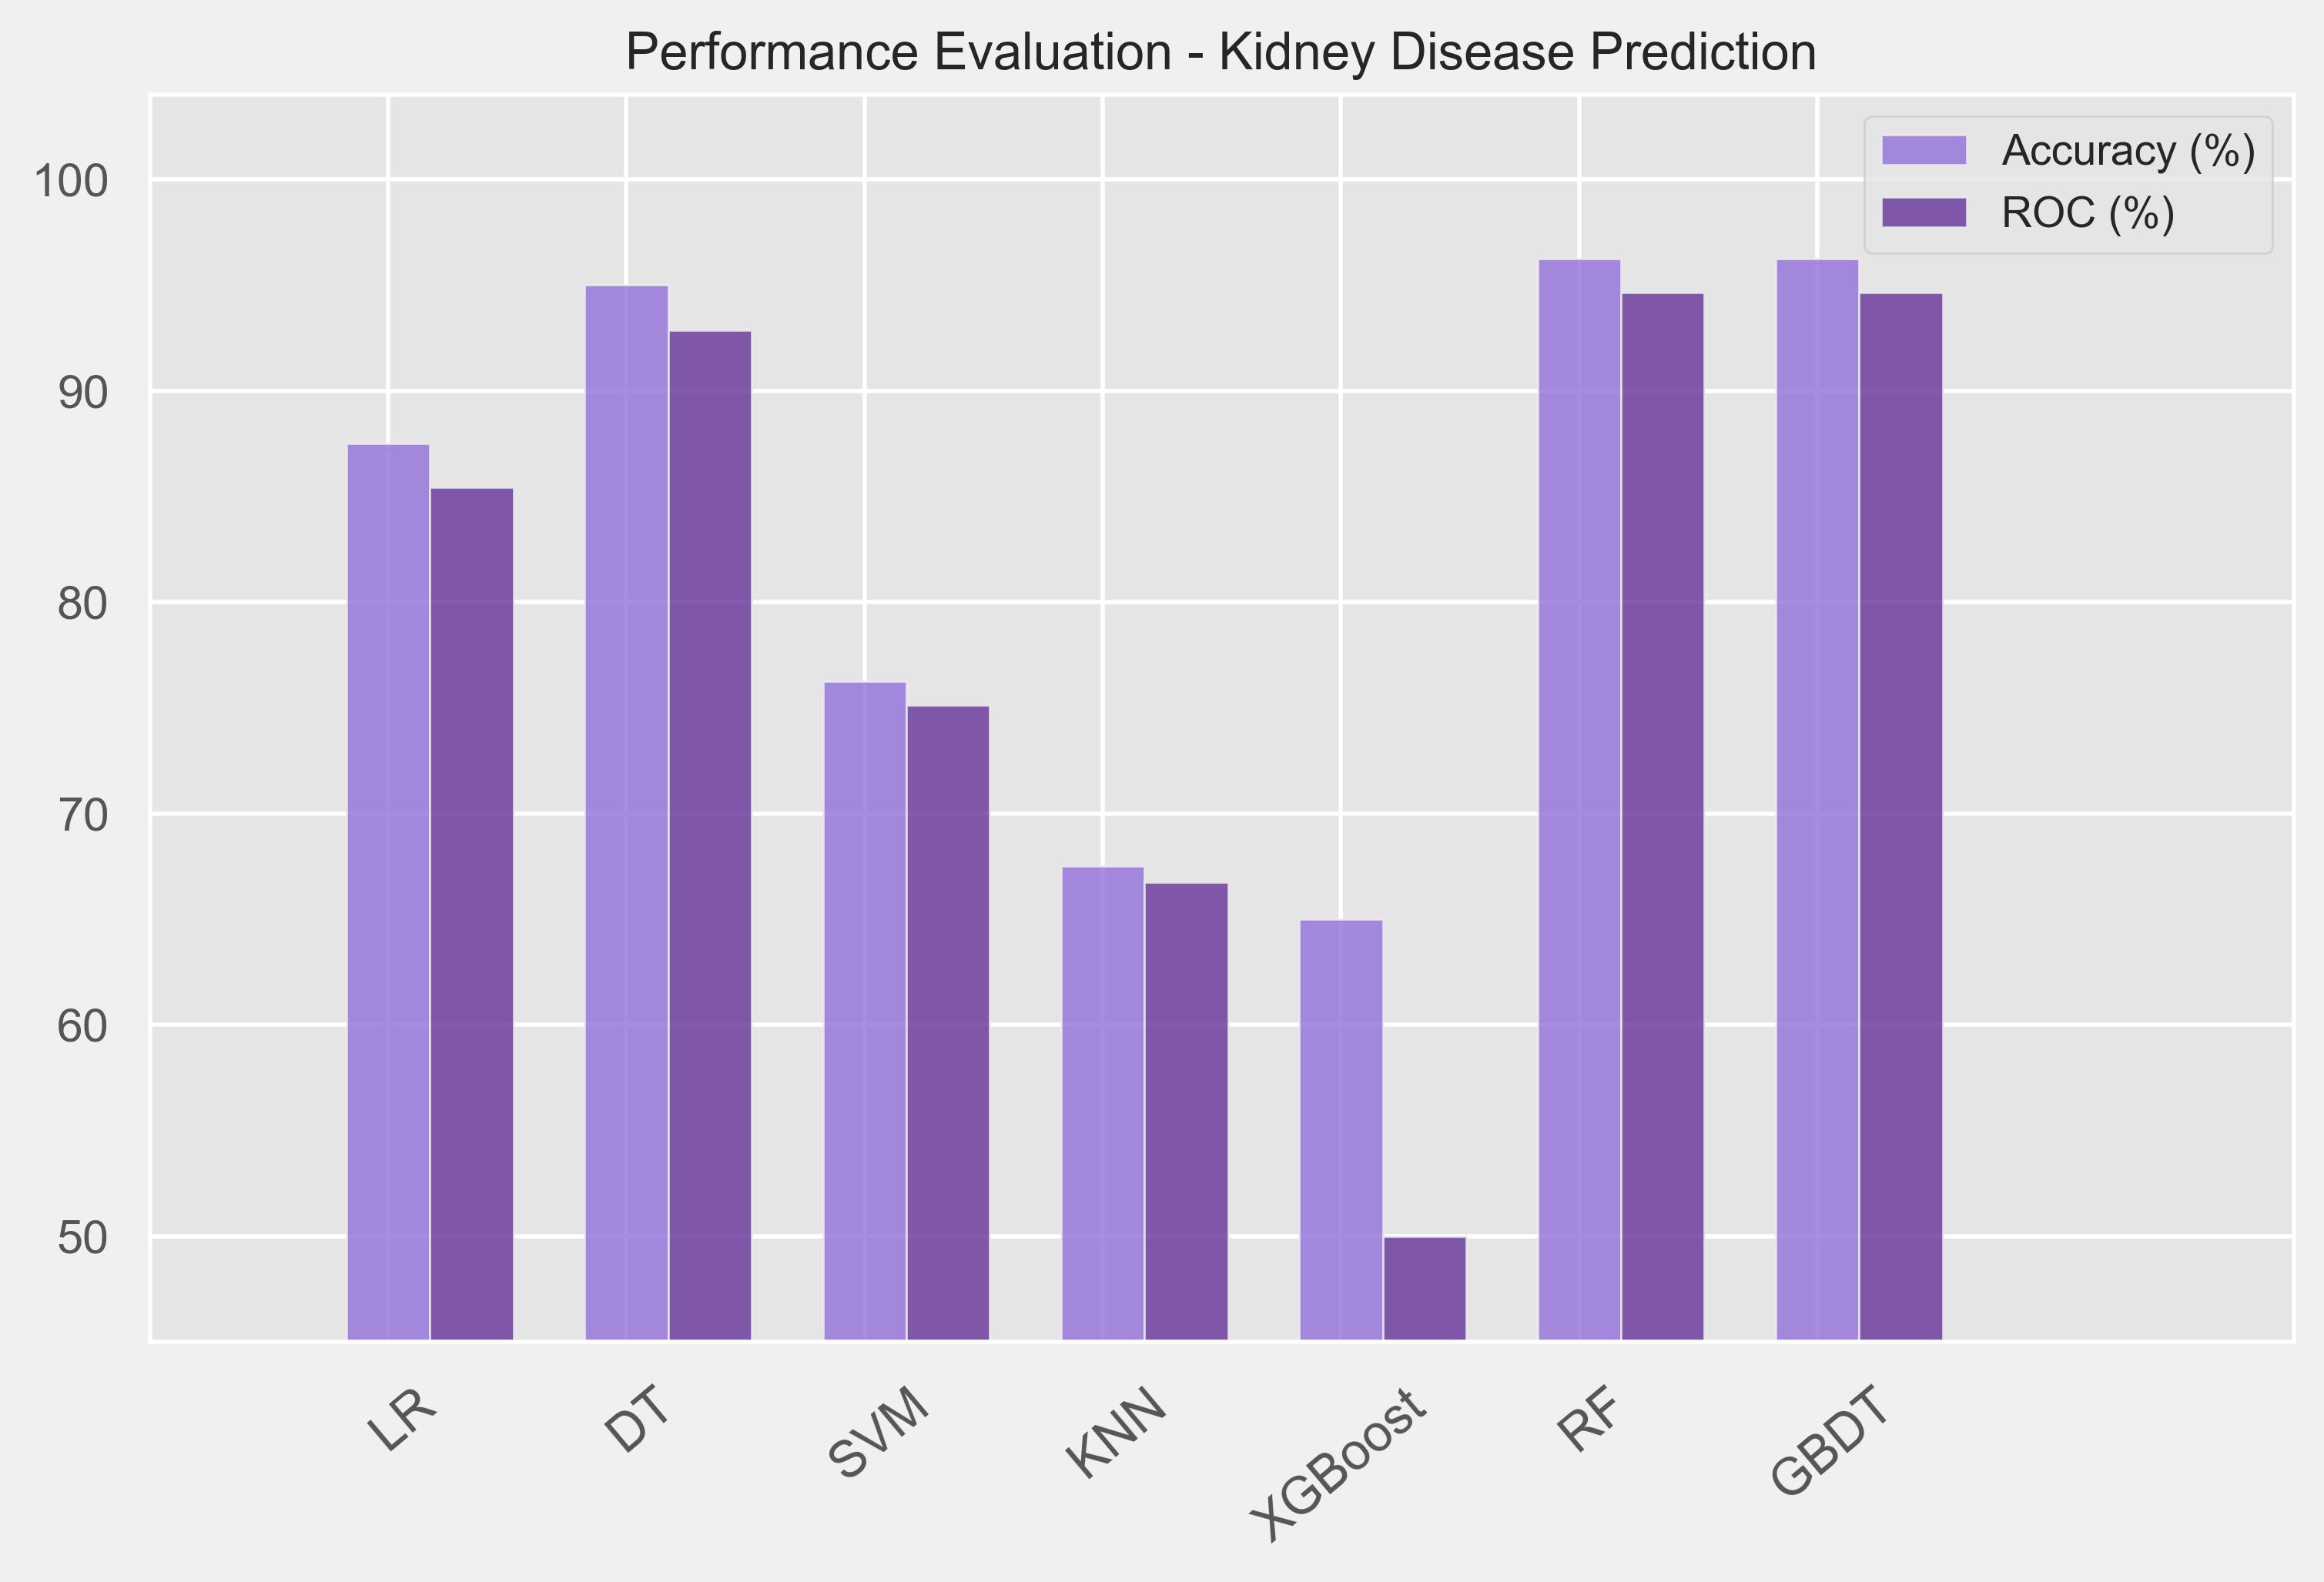 Performance Evaluation - Kidney Disease Prediction
Accuracy (%)
ROC (%)
100
90
80
70
60
50
LR
DT
SVM
KNN
XGBoost
RF
GBDT